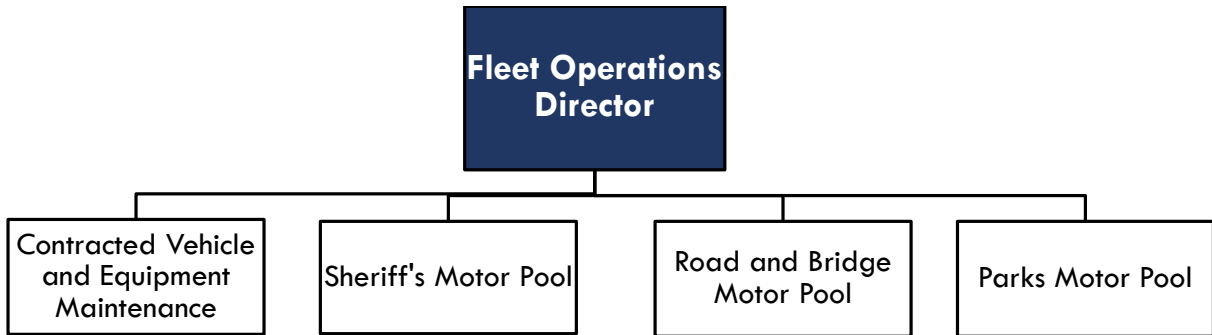 Fleet Operations
Director
Contracted Vehicle
and Equipment
Maintenance
Sheriff's Motor Pool
Road and Bridge
Motor Pool
Parks Motor Pool